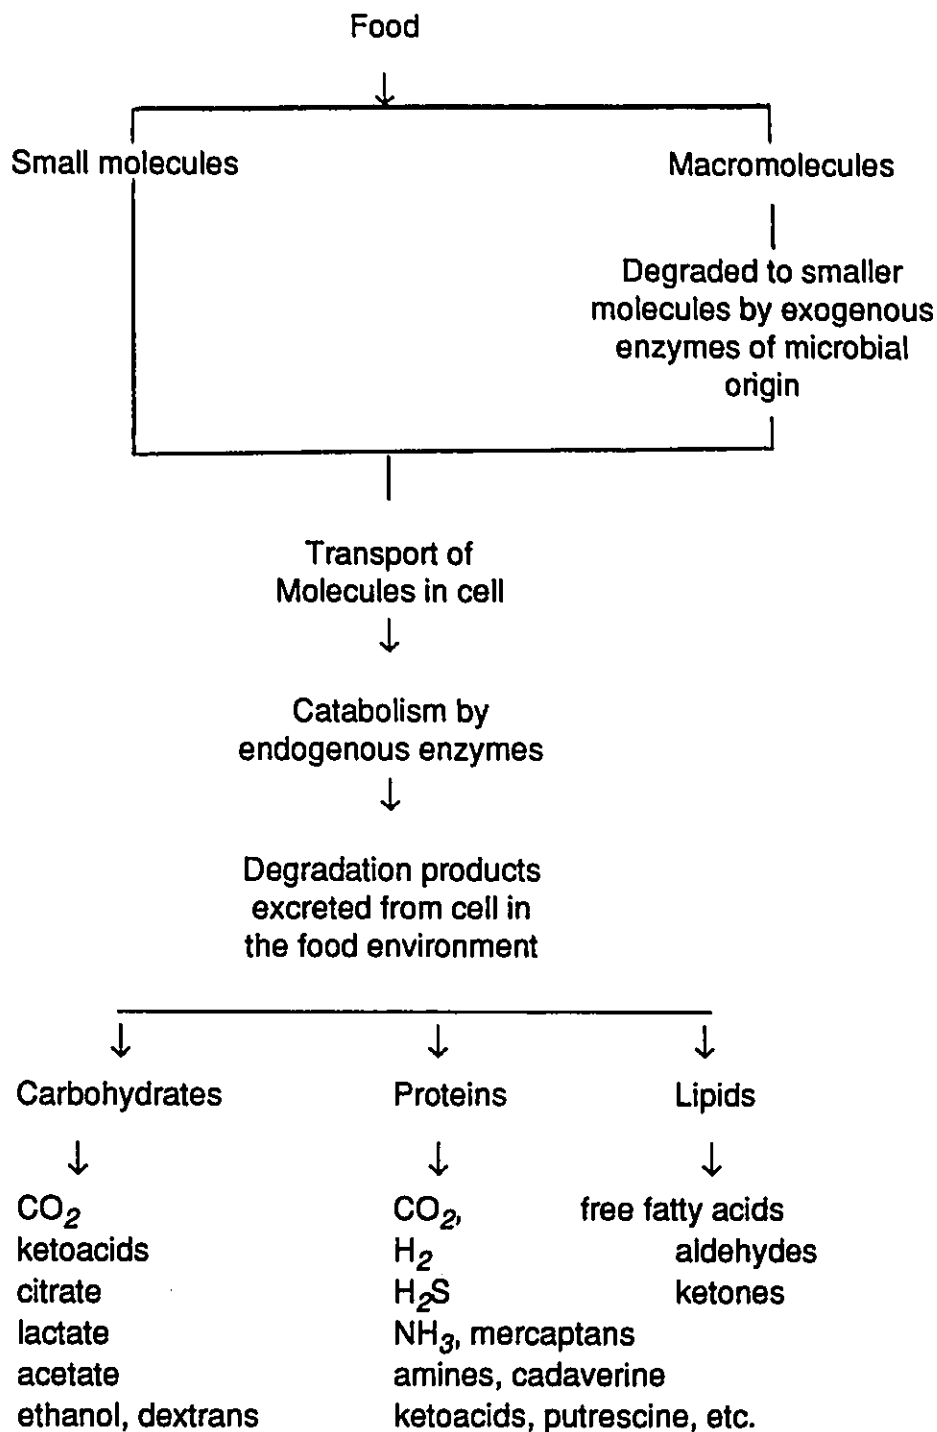 Food
Small molecules
Macromolecules
Degraded to smaller
molecules by exogenous
enzymes of microbial
origin
Transport of
Molecules in cell
Catabolism by
endogenous enzymes
Degradation products
excreted from cell in
the food environment
Carbohydrates
Proteins
Lipids
CO2
ketoacids
citrate
lactate
acetate
ethanol, dextrans
CO2,
H2
H2S
NH3, mercaptans
amines, cadaverine
ketoacids, putrescine, etc.
free fatty acids
aldehydes
ketones